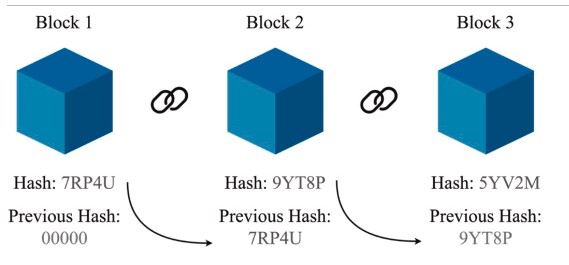 Block 1
Block 2
Block 3
Hash: 7RP4U
Hash: 9YT8P
Hash: 5YV2M
Previous Hash:
00000
Previous Hash:
7RP4U
Previous Hash:
9YT8P